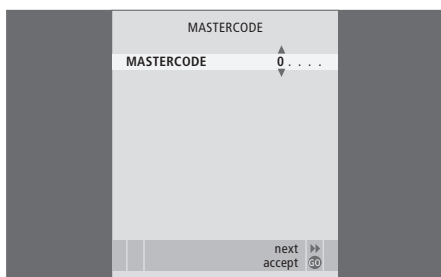 MASTERCODE
MASTERCODE 0 . . . .
next
accept GO